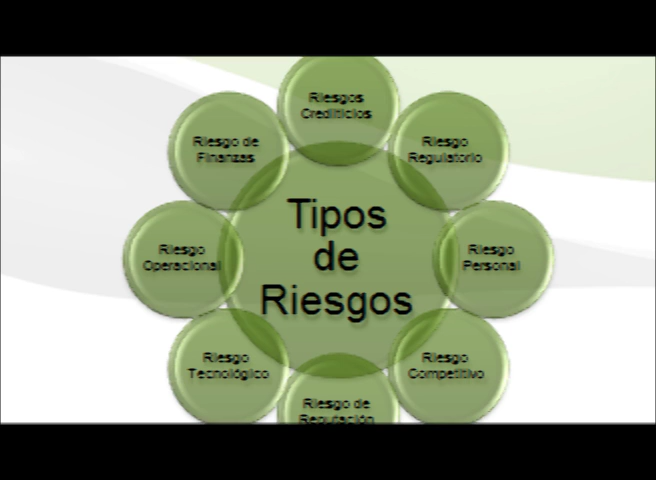 Riesgos
Crediticios
Riesgo de
Finanzas
Riesgo
Regulatorio
Tipos
de
Riesgos
Riesgo
Operacional
Riesgo
Personal
Riesgo
Tecnológico
Riesgo
Competitivo
Riesgo de
Reputación